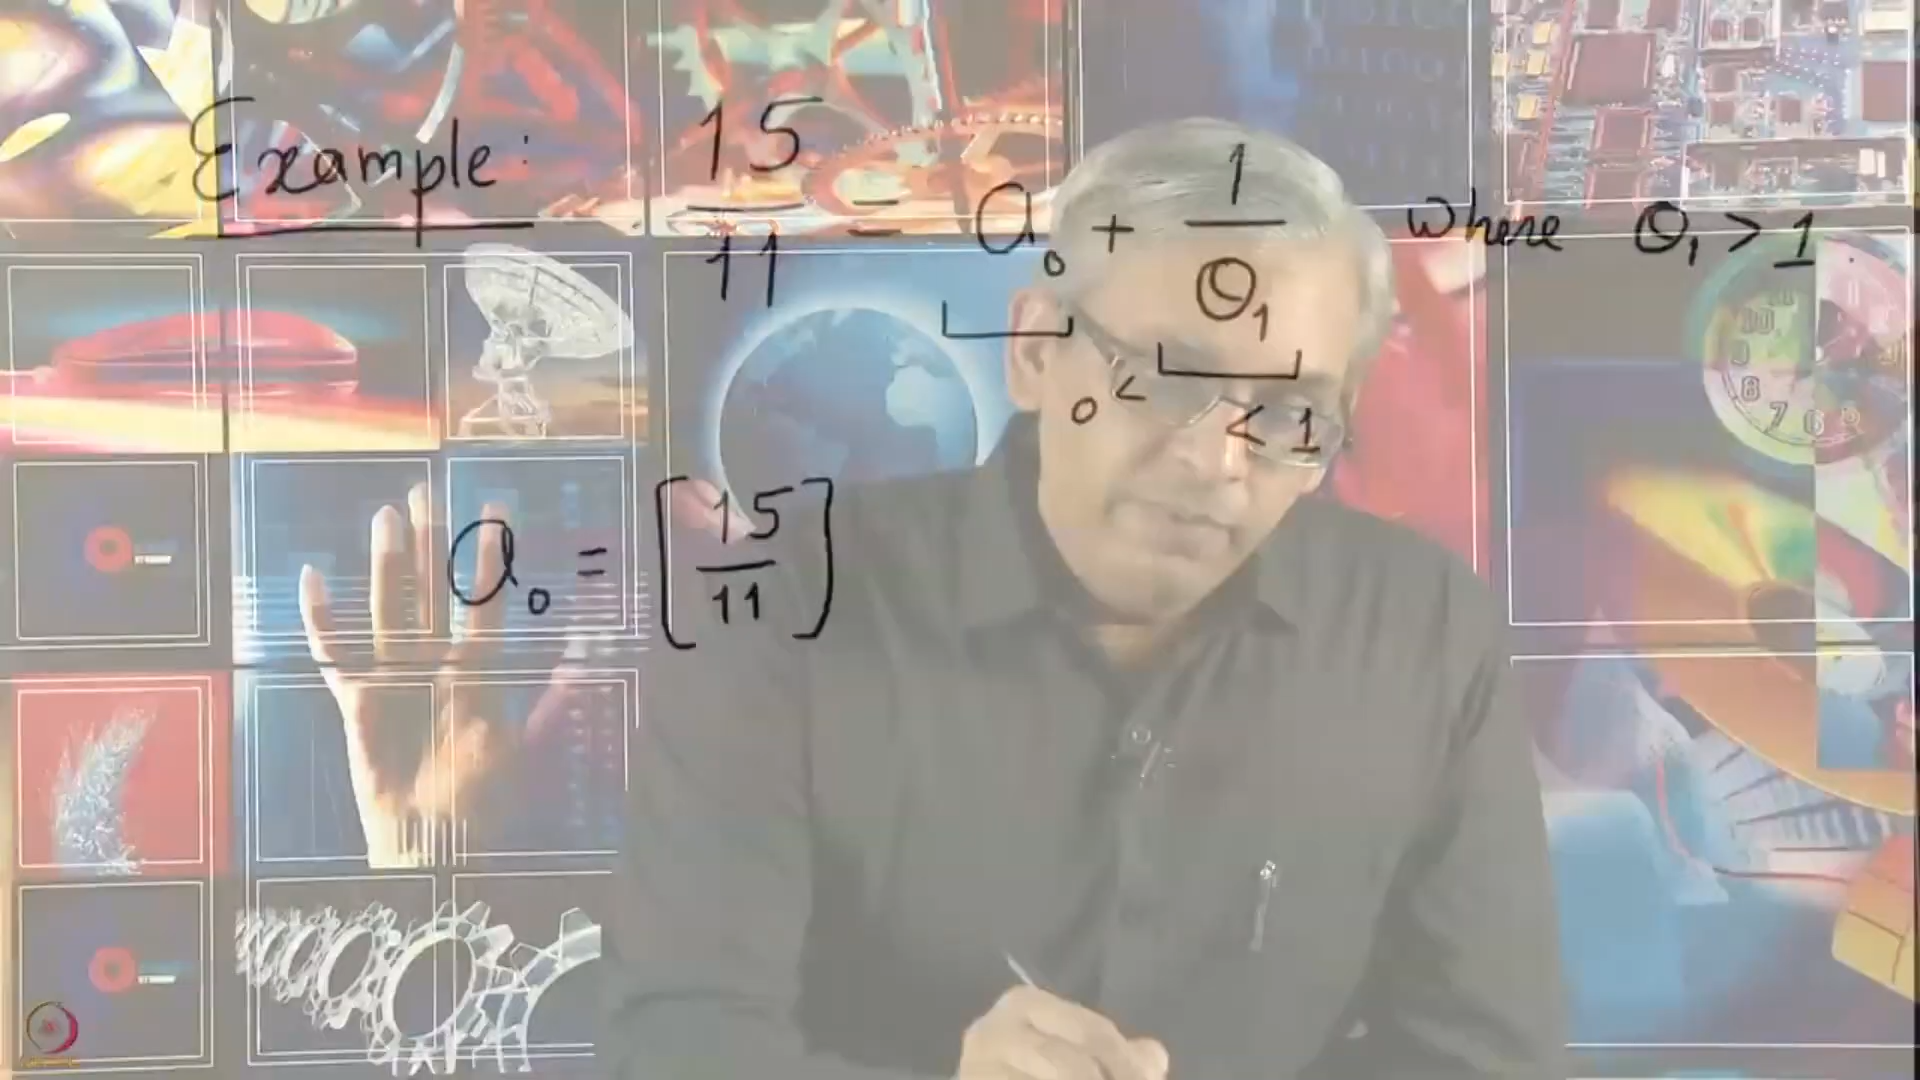 Example: 15/11 = a₀ + 1/θ₁ where θ₁ > 1.
0 < < 1
a₀ = [15/11]